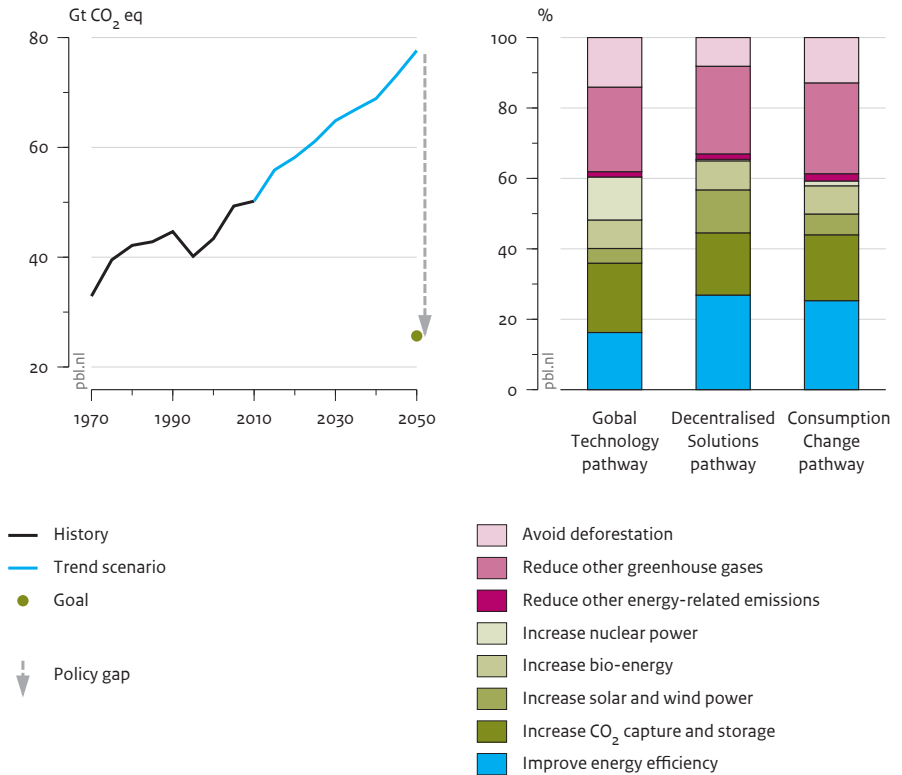 Gt CO2 eq
80
60
40
20
pbl.nl
1970
1990
2010
2030
2050
History
Trend scenario
Goal
Policy gap
%
100
80
60
40
20
0
pbl.nl
Gobal
Technology
pathway
Decentralised
Solutions
pathway
Consumption
Change
pathway
Avoid deforestation
Reduce other greenhouse gases
Reduce other energy-related emissions
Increase nuclear power
Increase bio-energy
Increase solar and wind power
Increase CO2 capture and storage
Improve energy efficiency